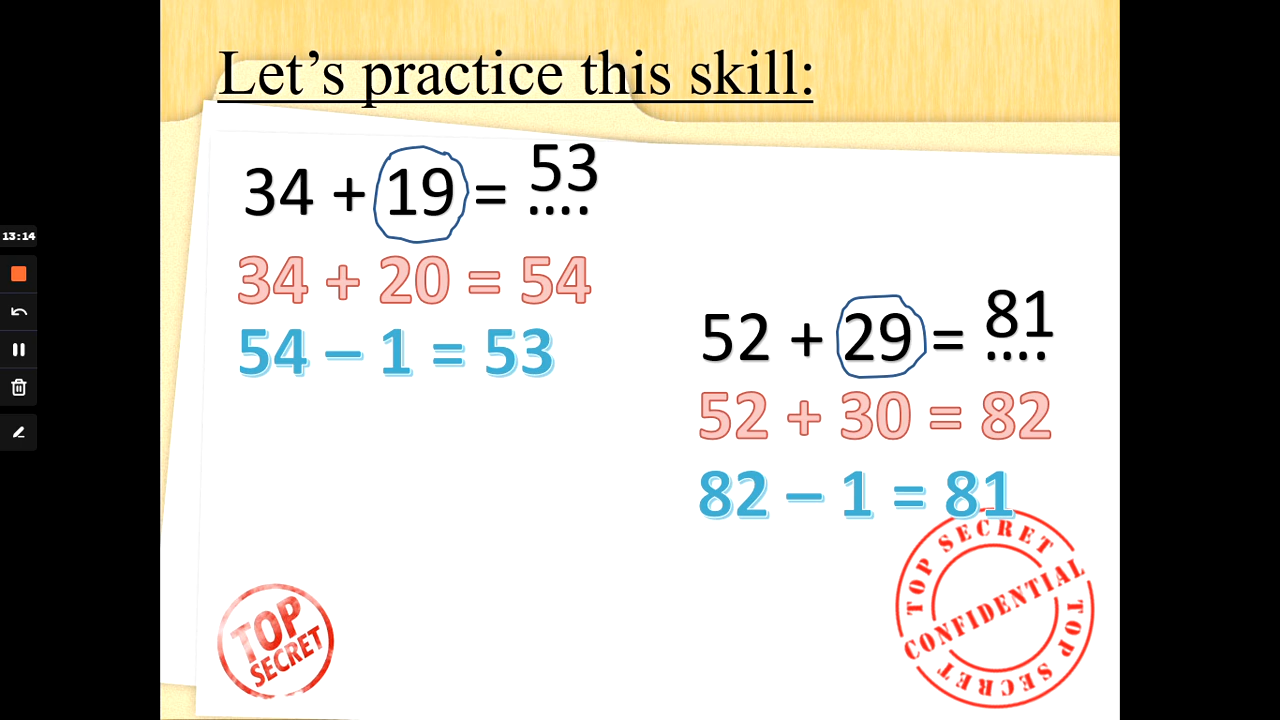 Let's practice this skill:
34 + 19 = 53
....
34 + 20 = 54
54 – 1 = 53
52 + 29 = 81
....
52 + 30 = 82
82 – 1 = 81
13:14
TOP
SECRET
TOP SECRET
CONFIDENTIAL
TOP SECRET